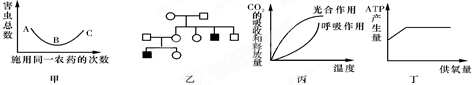 害虫总数
A
B
C
施用同一农药的次数
甲
乙
CO₂的吸收和释放量
光合作用
呼吸作用
温度
丙
ATP产生量
供氧量
丁